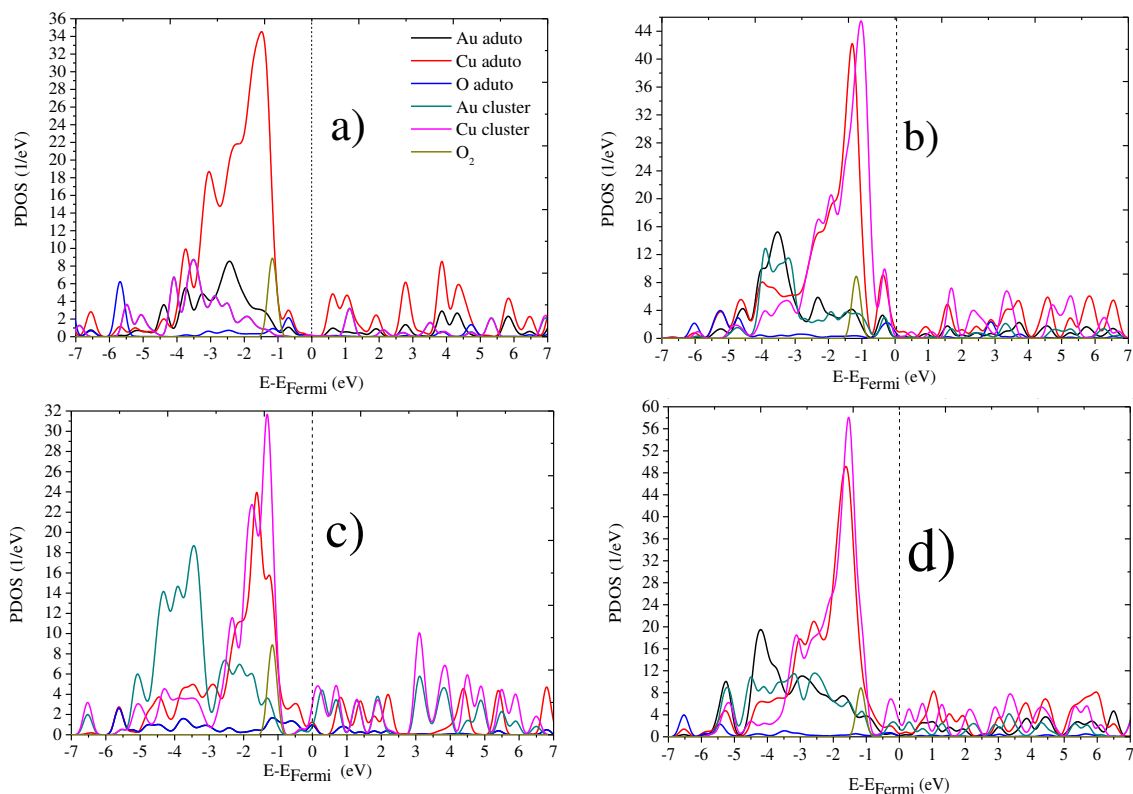 36
34
32
30
28
26
24
22
20
18
16
14
12
10
8
6
4
2
0
PDOS (1/eV)
Au aduto
Cu aduto
O aduto
Au cluster
Cu cluster
O2
a)
-7 -6 -5 -4 -3 -2 -1 0 1 2 3 4 5 6 7
E-EFermi (eV)
44
40
36
32
28
24
20
16
12
8
4
0
PDOS (1/eV)
b)
-7 -6 -5 -4 -3 -2 -1 0 1 2 3 4 5 6 7
E-EFermi (eV)
32
30
28
26
24
22
20
18
16
14
12
10
8
6
4
2
0
PDOS (1/eV)
c)
-7 -6 -5 -4 -3 -2 -1 0 1 2 3 4 5 6 7
E-EFermi (eV)
60
56
52
48
44
40
36
32
28
24
20
16
12
8
4
0
PDOS (1/eV)
d)
-7 -6 -5 -4 -3 -2 -1 0 1 2 3 4 5 6 7
E-EFermi (eV)